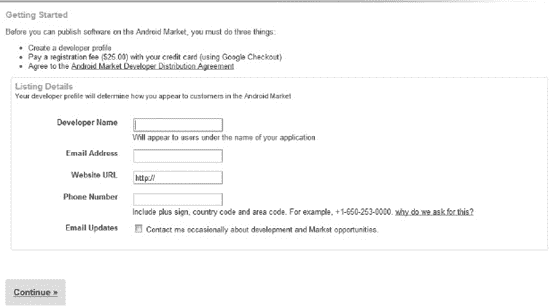 Getting Started
Before you can publish software on the Android Market, you must do three things:
• Create a developer profile
• Pay a registration fee ($25.00) with your credit card (using Google Checkout)
• Agree to the Android Market Developer Distribution Agreement
Listing Details
Your developer profile will determine how you appear to customers in the Android Market
Developer Name
Will appear to users under the name of your application
Email Address
Website URL http://
Phone Number
Include plus sign, country code and area code. For example, +1-650-253-0000. why do we ask for this?
Email Updates Contact me occasionally about development and Market opportunities.
Continue »